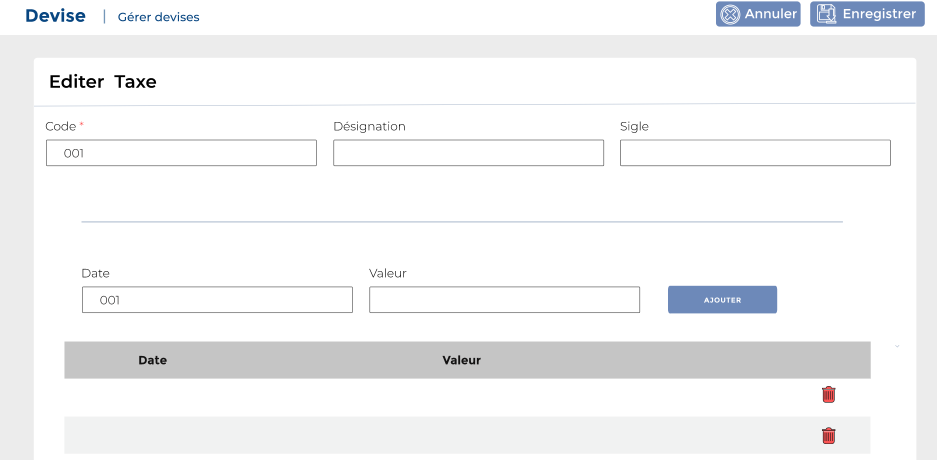 Devise | Gérer devises Annuler Enregistrer
Editer Taxe
Code * Désignation Sigle
001
Date Valeur
001 AJOUTER
Date Valeur